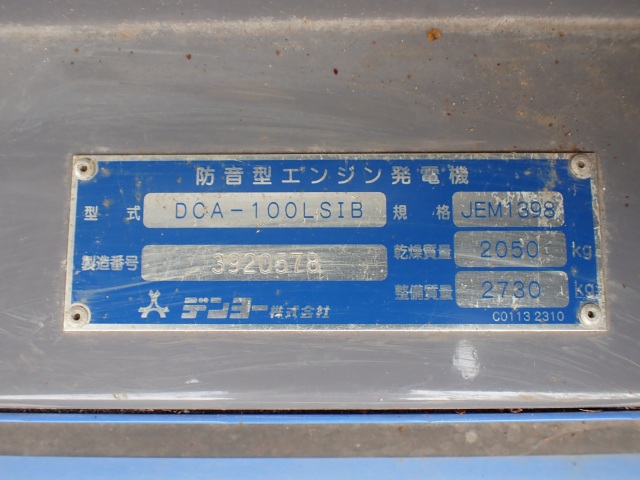 防音型エンジン発電機
型式 DCA-100LSIB 規格 JEM1398
乾燥質量 2050 kg
製造番号 3920678
整備質量 2730 kg
デンヨー株式会社
C0113 2310